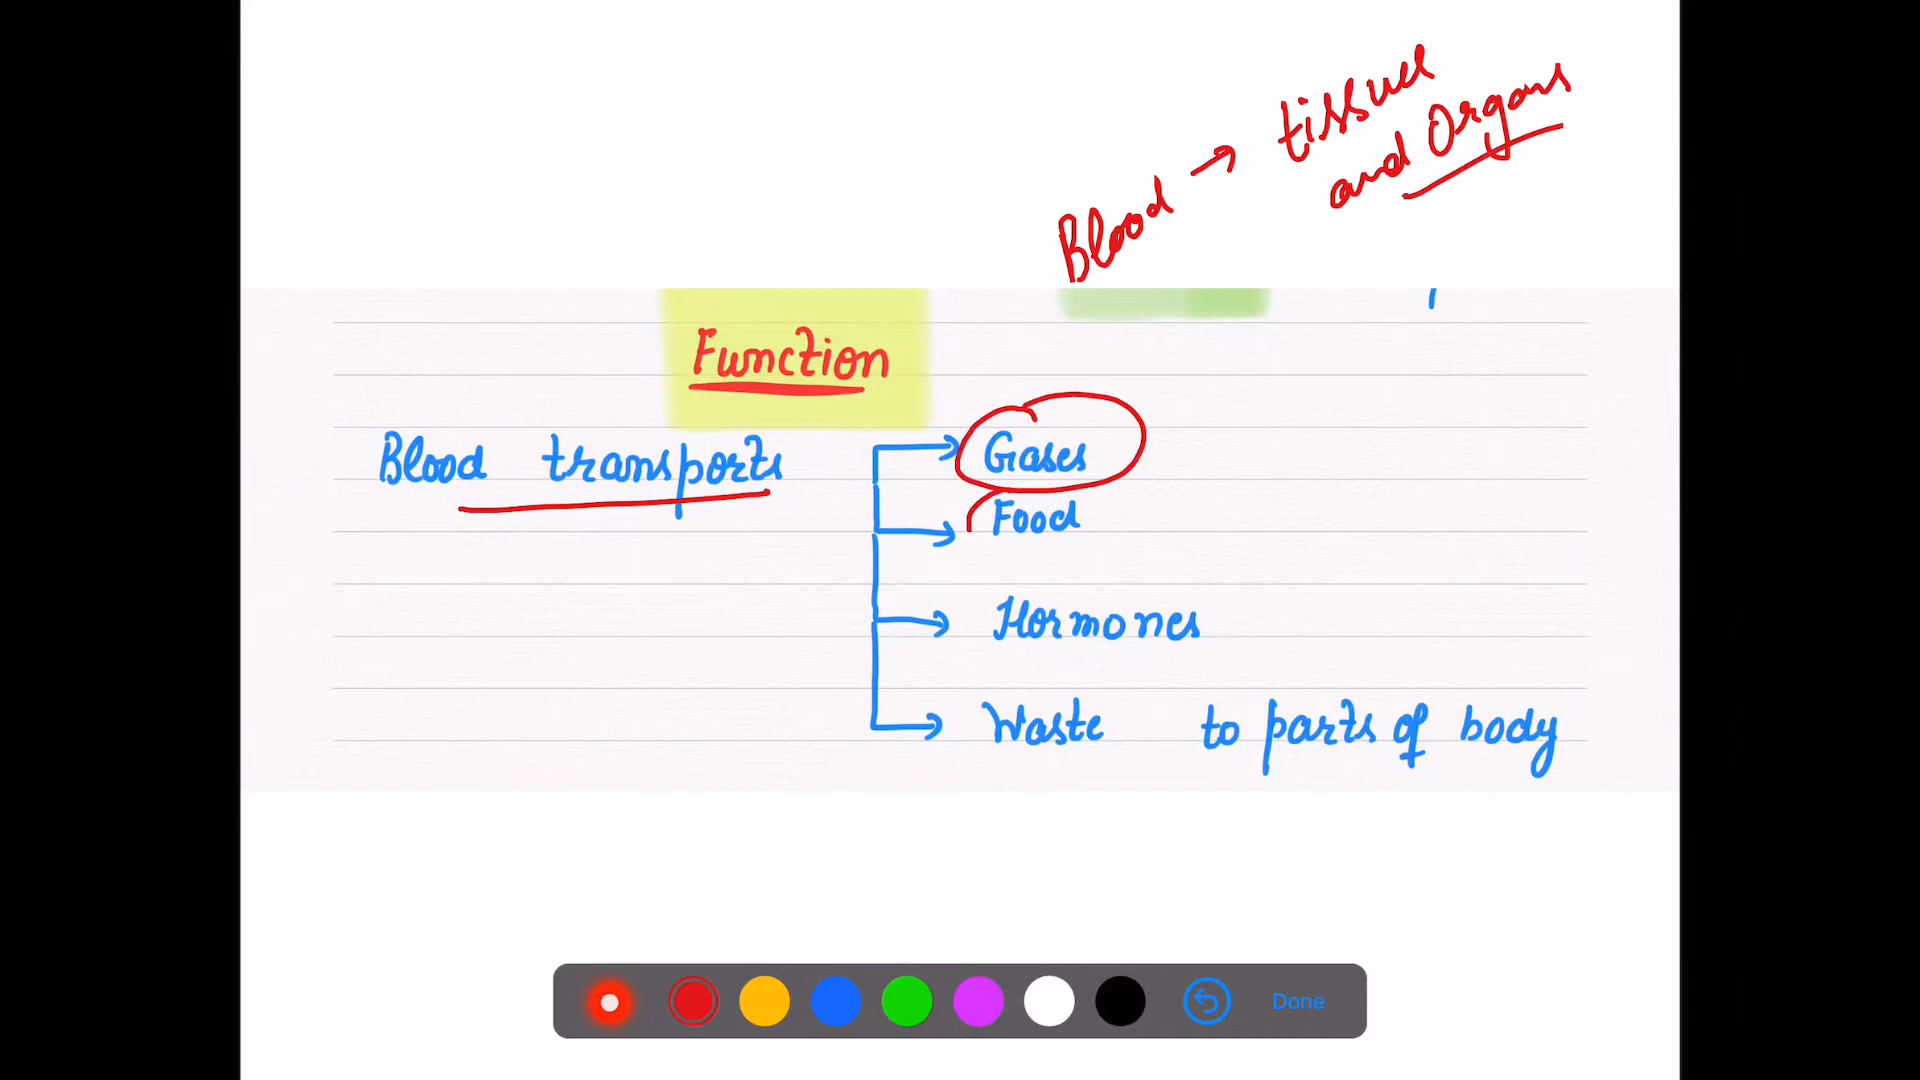 Blood → tissues
and Organs
Function
Blood transports
Gases
Food
Hormones
Waste to parts of body
Done